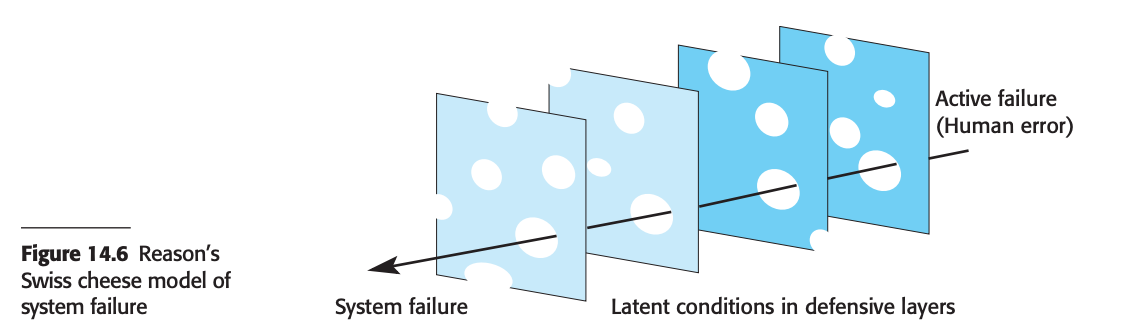 Active failure
(Human error)
Figure 14.6 Reason's
Swiss cheese model of
system failure
System failure
Latent conditions in defensive layers